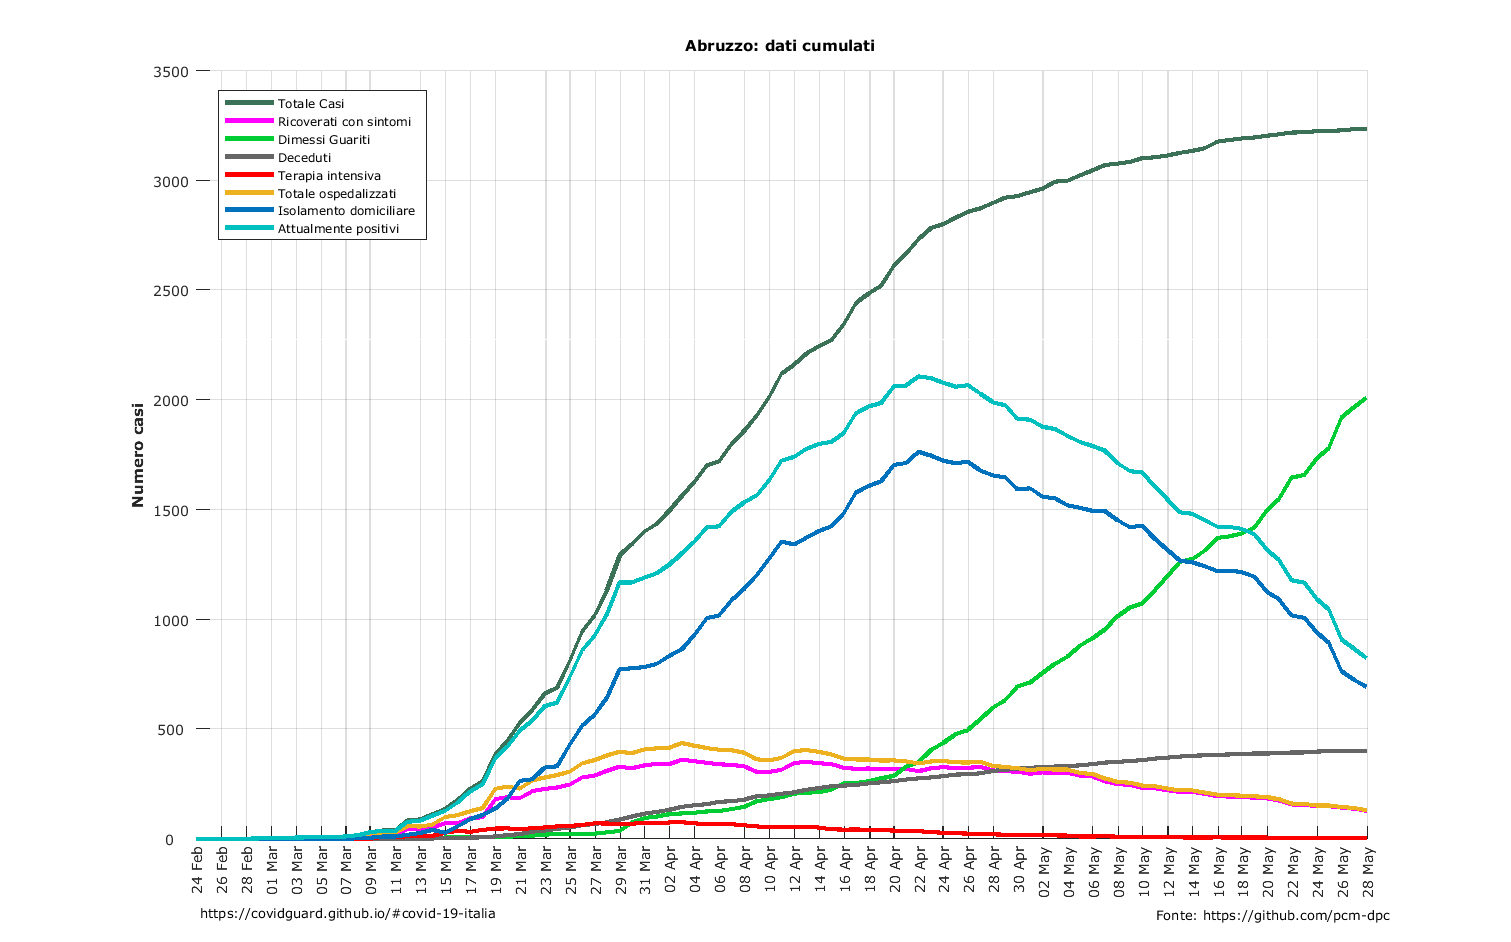 Abruzzo: dati cumulati
3500
3000
2500
2000
1500
1000
500
0
Numero casi
Totale Casi
Ricoverati con sintomi
Dimessi Guariti
Deceduti
Terapia intensiva
Totale ospedalizzati
Isolamento domiciliare
Attualmente positivi
24 Feb
26 Feb
28 Feb
01 Mar
03 Mar
05 Mar
07 Mar
09 Mar
11 Mar
13 Mar
15 Mar
17 Mar
19 Mar
21 Mar
23 Mar
25 Mar
27 Mar
29 Mar
31 Mar
02 Apr
04 Apr
06 Apr
08 Apr
10 Apr
12 Apr
14 Apr
16 Apr
18 Apr
20 Apr
22 Apr
24 Apr
26 Apr
28 Apr
30 Apr
02 May
04 May
06 May
08 May
10 May
12 May
14 May
16 May
18 May
20 May
22 May
24 May
26 May
28 May
https://covidguard.github.io/#covid-19-italia
Fonte: https://github.com/pcm-dpc